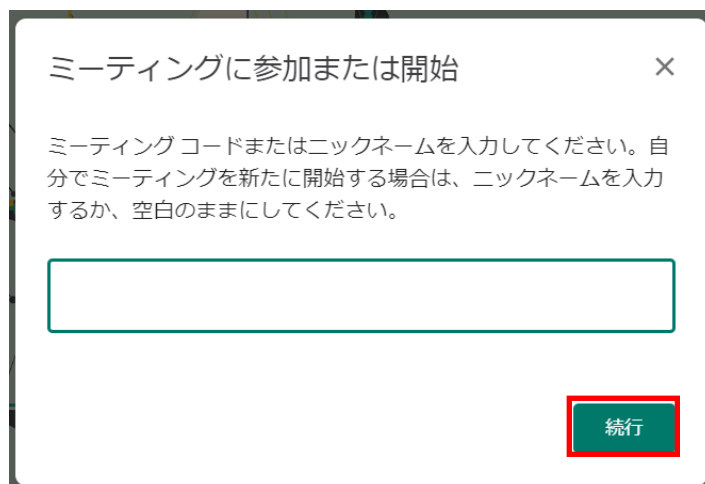 ミーティングに参加または開始
ミーティング コードまたはニックネームを入力してください。自
分でミーティングを新たに開始する場合は、ニックネームを入力
するか、空白のままにしてください。
続行